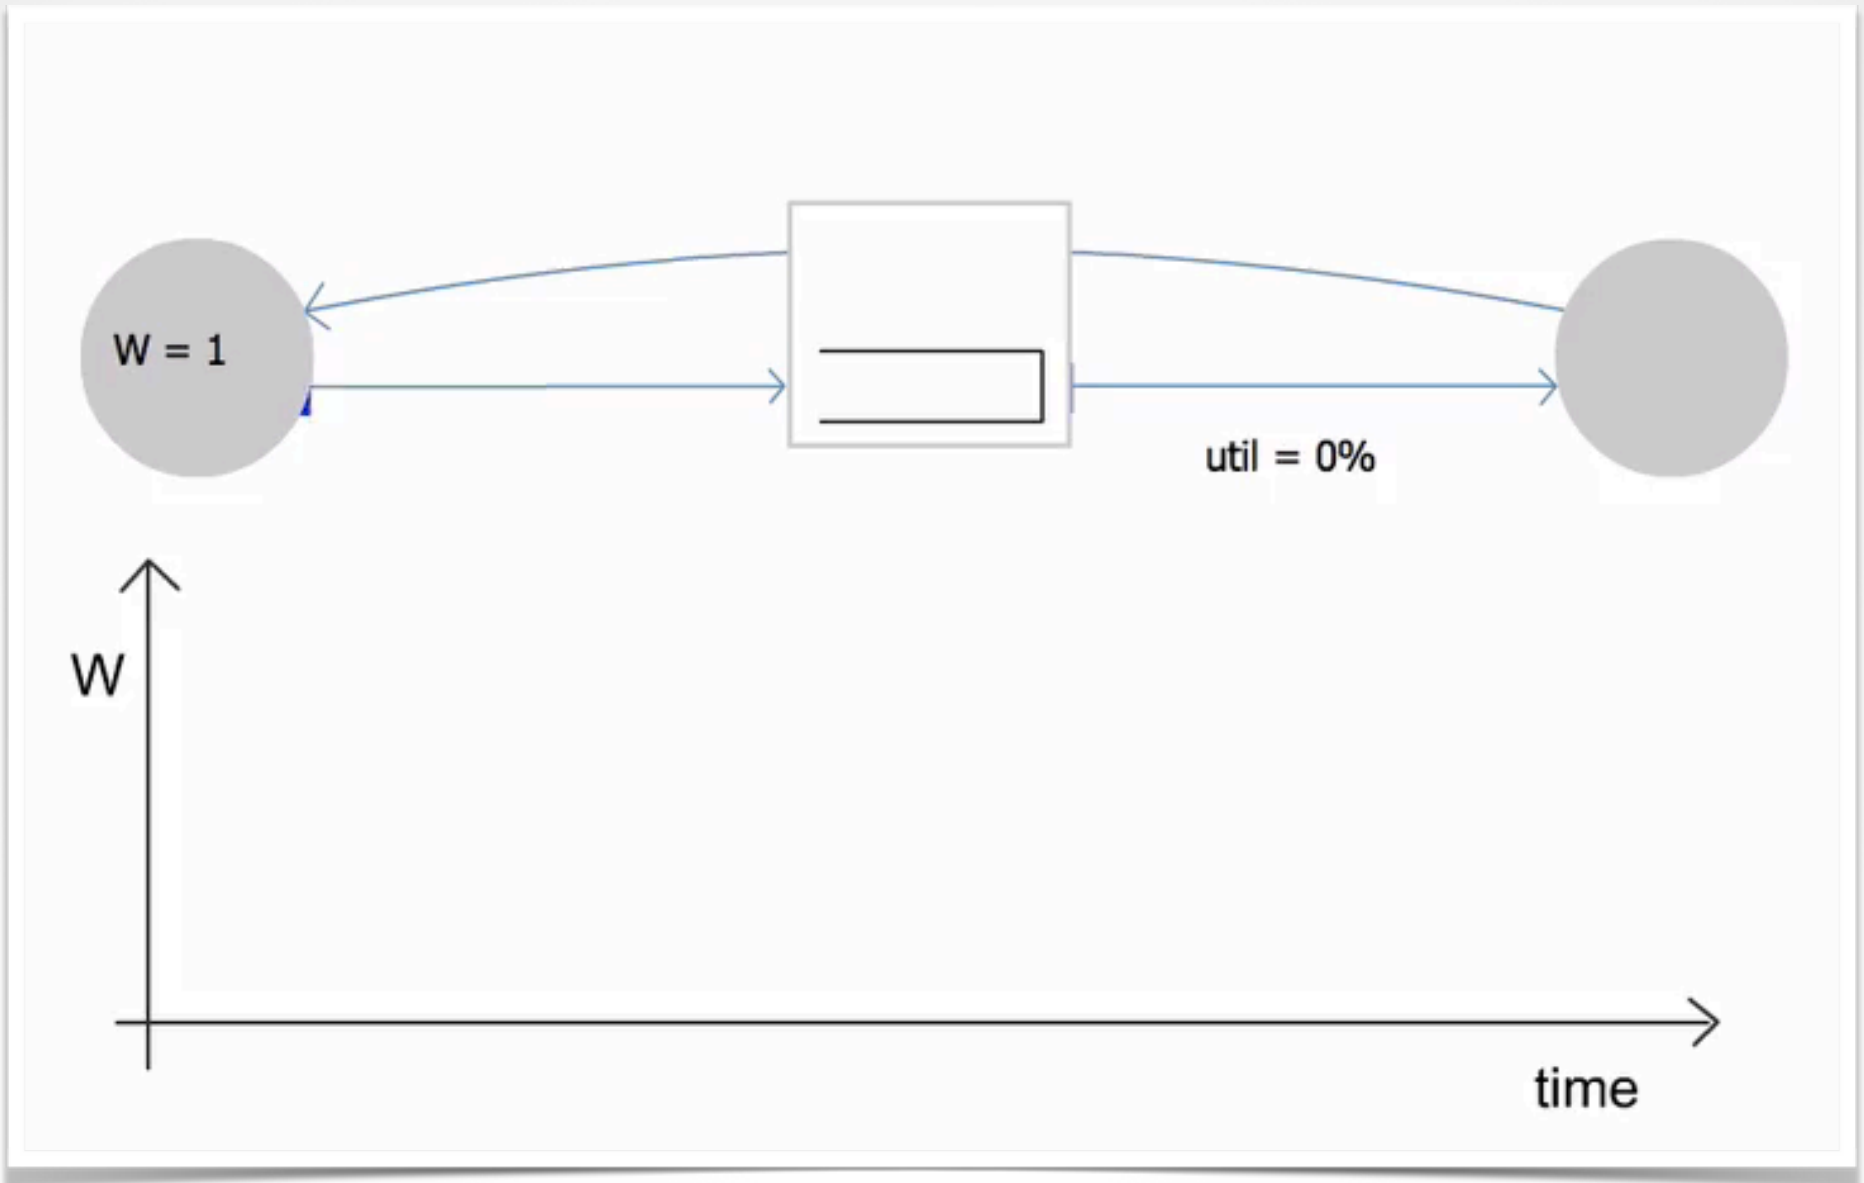 W = 1
util = 0%
W
time